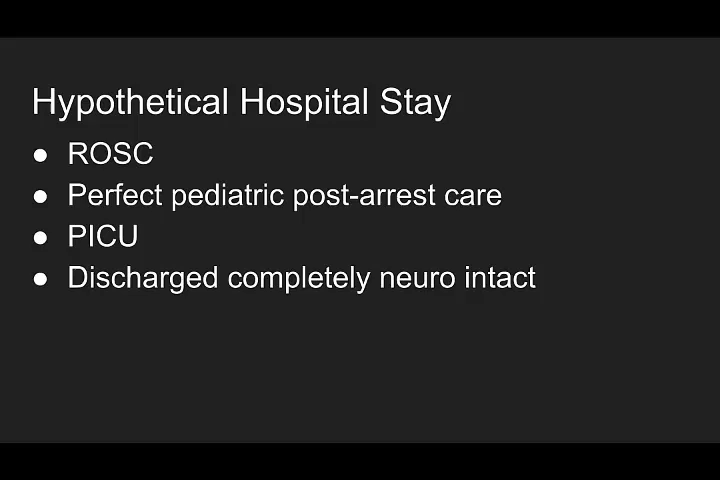 Hypothetical Hospital Stay
● ROSC
● Perfect pediatric post-arrest care
● PICU
● Discharged completely neuro intact